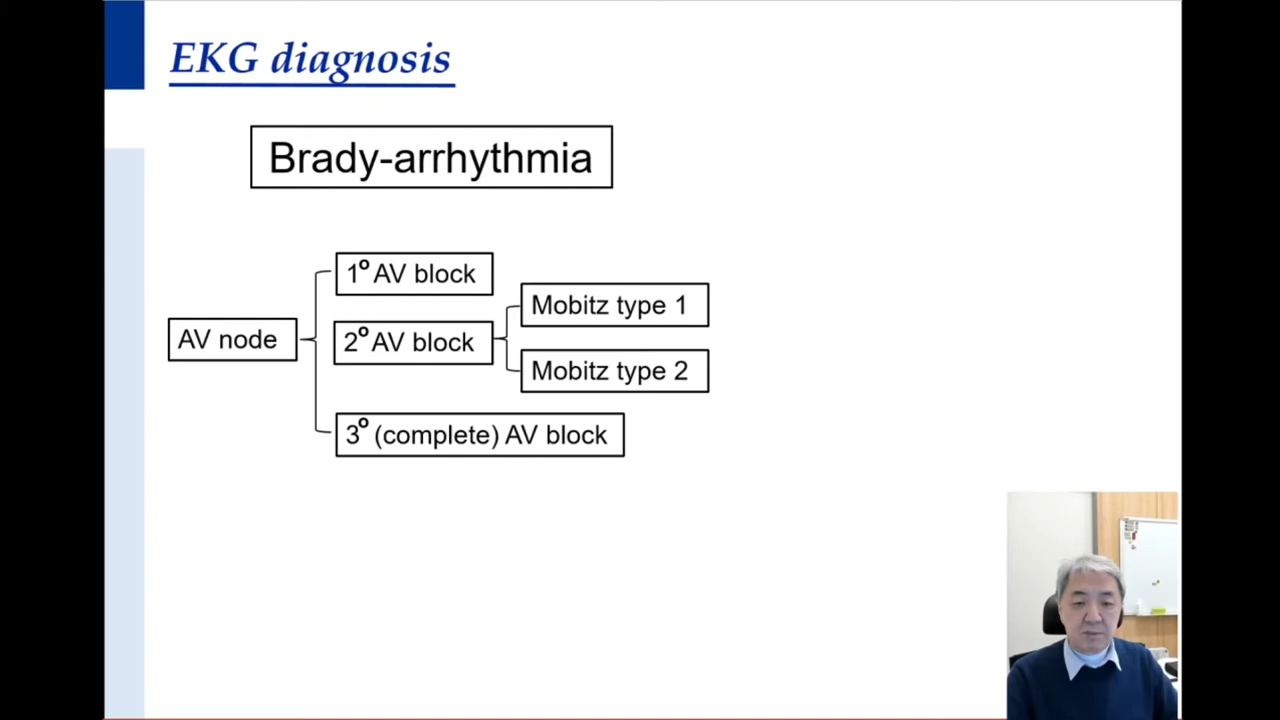 EKG diagnosis
Brady-arrhythmia
1° AV block
Mobitz type 1
AV node
2° AV block
Mobitz type 2
3° (complete) AV block